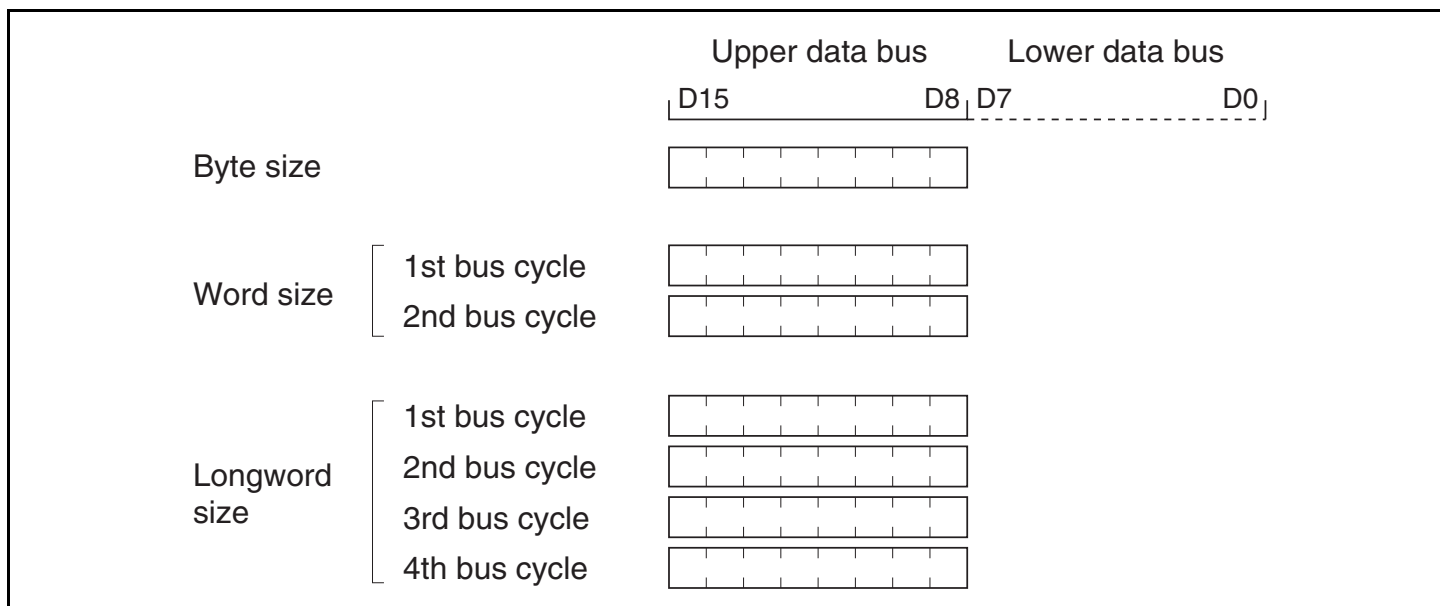 Upper data bus Lower data bus
D15 D8 D7 D0
Byte size
Word size
1st bus cycle
2nd bus cycle
Longword
size
1st bus cycle
2nd bus cycle
3rd bus cycle
4th bus cycle